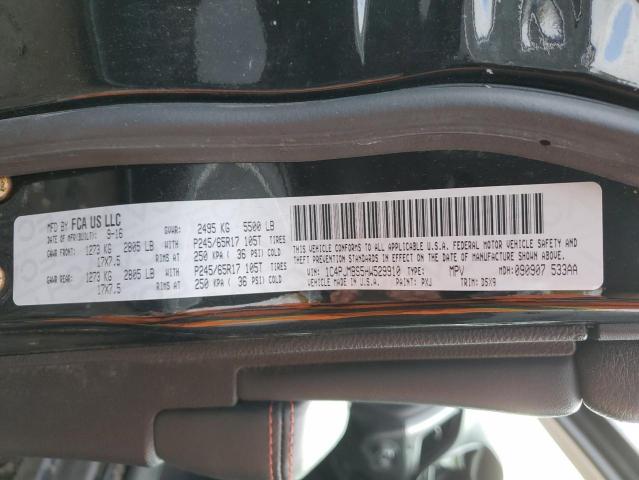 MFD BY FCA US LLC GVWR: 2495 KG 5500 LB
DATE OF MFR(BUILT): 9-16
GAWR FRONT: 1273 KG 2805 LB WITH P245/65R17 105T TIRES
17X7.5 RIMS AT 250 KPA ( 36 PSI) COLD
GAWR REAR: 1273 KG 2805 LB WITH P245/65R17 105T TIRES
17X7.5 RIMS AT 250 KPA ( 36 PSI) COLD
THIS VEHICLE CONFORMS TO ALL APPLICABLE U.S.A. FEDERAL MOTOR VEHICLE SAFETY AND
THEFT PREVENTION STANDARDS IN EFFECT ON THE DATE OF MANUFACTURE SHOWN ABOVE.
VIN: 1C4PJMBS5HW529910 TYPE: MPV MDH: 090907 533AA
VEHICLE MADE IN U.S.A. PAINT: PXJ TRIM: DSX9